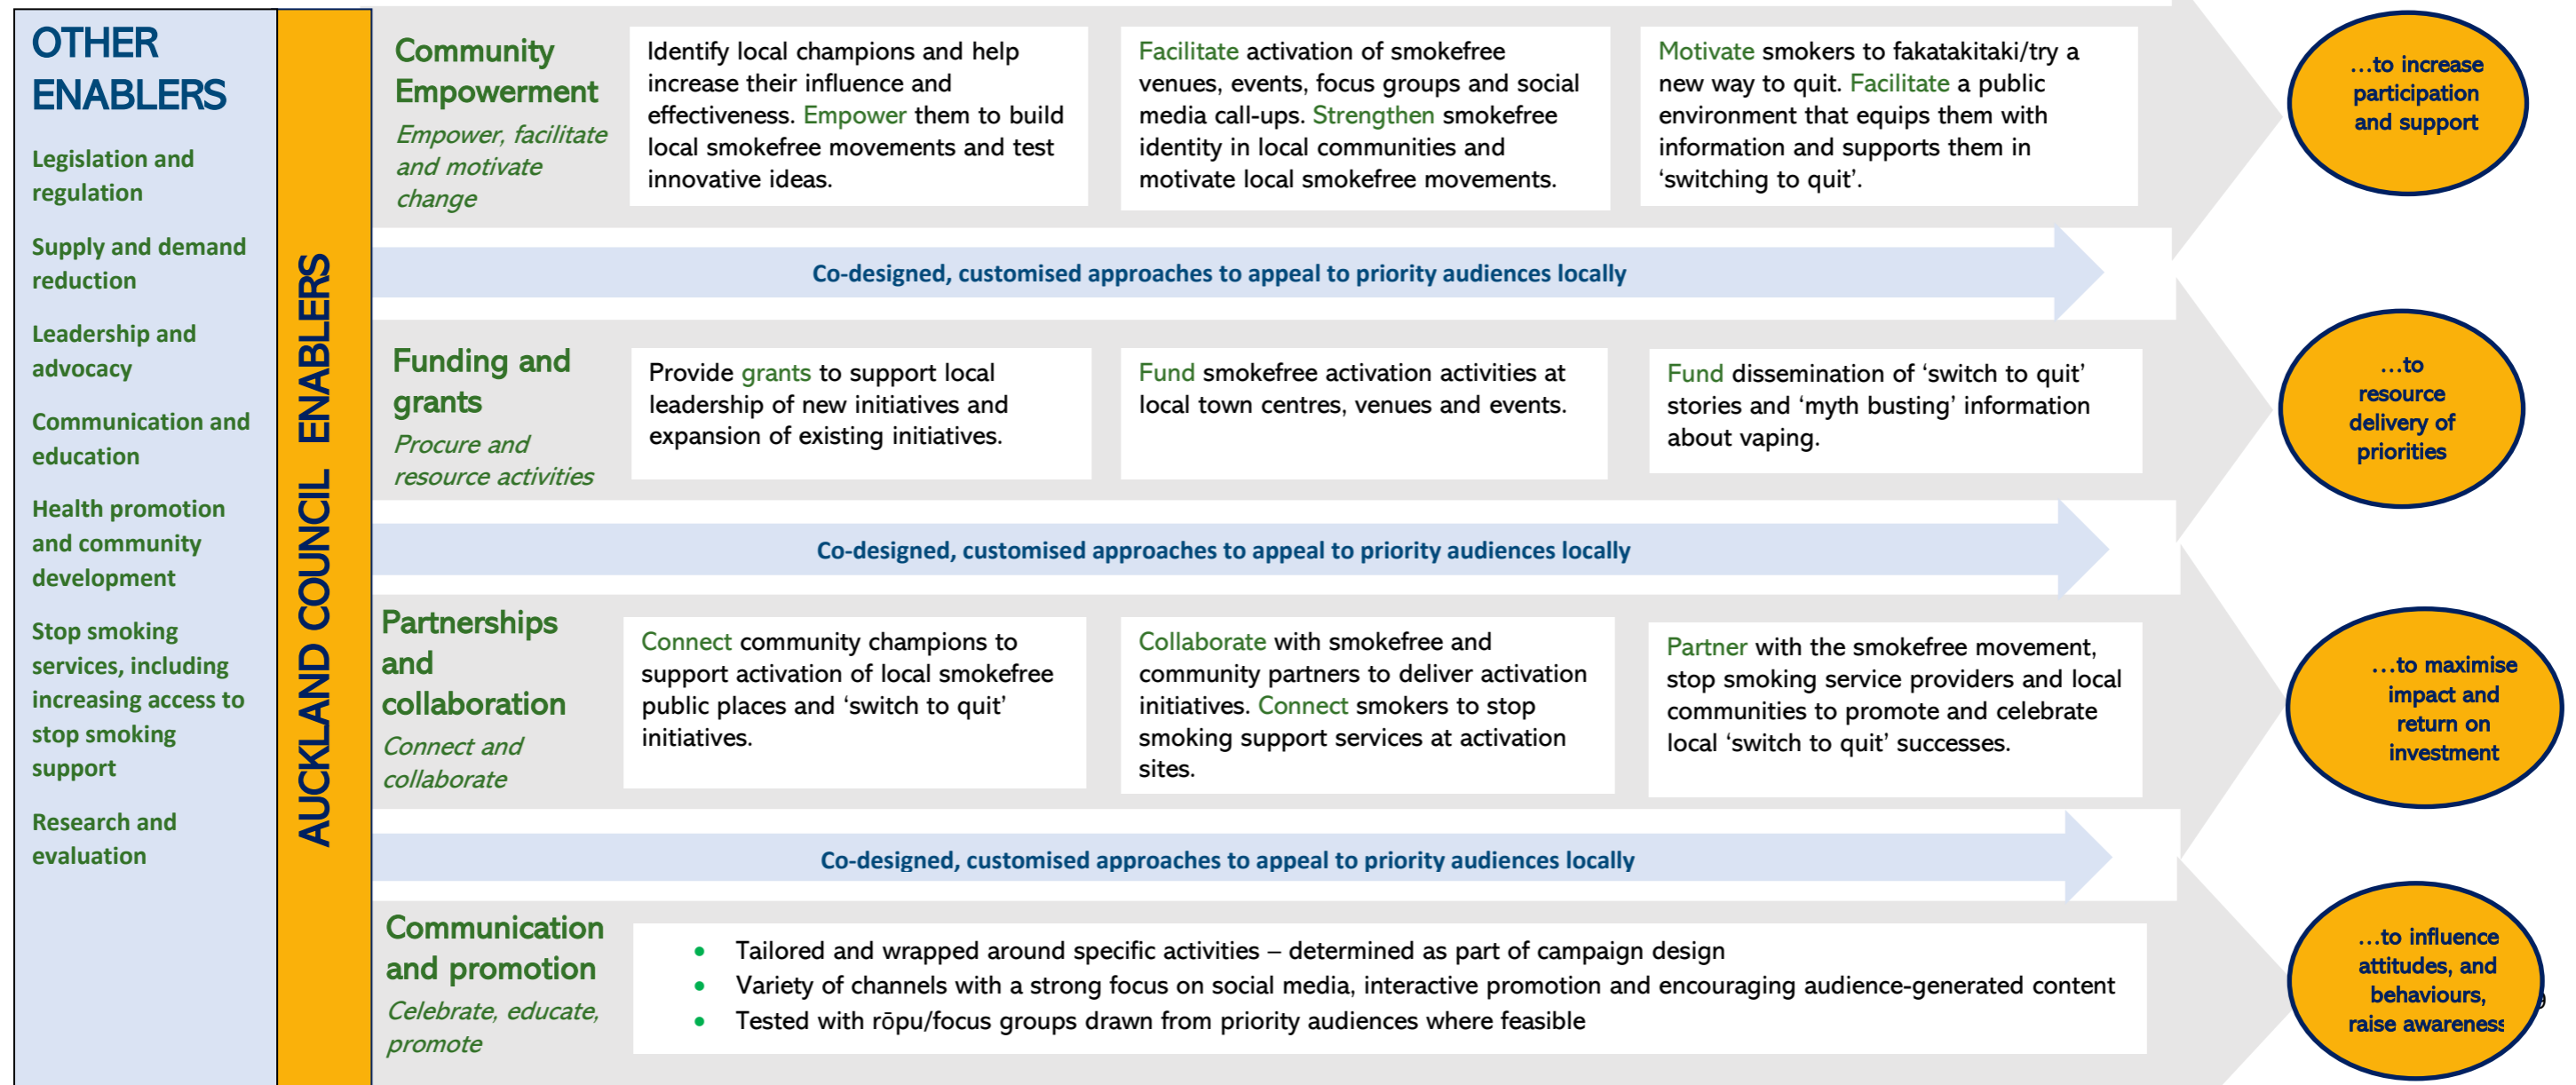 OTHER
ENABLERS
Legislation and
regulation
Supply and demand
reduction
Leadership and
advocacy
Communication and
education
Health promotion
and community
development
Stop smoking
services, including
increasing access to
stop smoking
support
Research and
evaluation
AUCKLAND COUNCIL ENABLERS
Community
Empowerment
Empower, facilitate
and motivate
change
Identify local champions and help
increase their influence and
effectiveness. Empower them to build
local smokefree movements and test
innovative ideas.
Facilitate activation of smokefree
venues, events, focus groups and social
media call-ups. Strengthen smokefree
identity in local communities and
motivate local smokefree movements.
Motivate smokers to fakatakitaki/try a
new way to quit. Facilitate a public
environment that equips them with
information and supports them in
‘switching to quit’.
…to increase
participation
and support
Co-designed, customised approaches to appeal to priority audiences locally
Funding and
grants
Procure and
resource activities
Provide grants to support local
leadership of new initiatives and
expansion of existing initiatives.
Fund smokefree activation activities at
local town centres, venues and events.
Fund dissemination of ‘switch to quit’
stories and ‘myth busting’ information
about vaping.
…to
resource
delivery of
priorities
Co-designed, customised approaches to appeal to priority audiences locally
Partnerships
and
collaboration
Connect and
collaborate
Connect community champions to
support activation of local smokefree
public places and ‘switch to quit’
initiatives.
Collaborate with smokefree and
community partners to deliver activation
initiatives. Connect smokers to stop
smoking support services at activation
sites.
Partner with the smokefree movement,
stop smoking service providers and local
communities to promote and celebrate
local ‘switch to quit’ successes.
…to maximise
impact and
return on
investment
Co-designed, customised approaches to appeal to priority audiences locally
Communication
and promotion
Celebrate, educate,
promote
• Tailored and wrapped around specific activities – determined as part of campaign design
• Variety of channels with a strong focus on social media, interactive promotion and encouraging audience-generated content
• Tested with rōpu/focus groups drawn from priority audiences where feasible
…to influence
attitudes, and
behaviours,
raise awareness